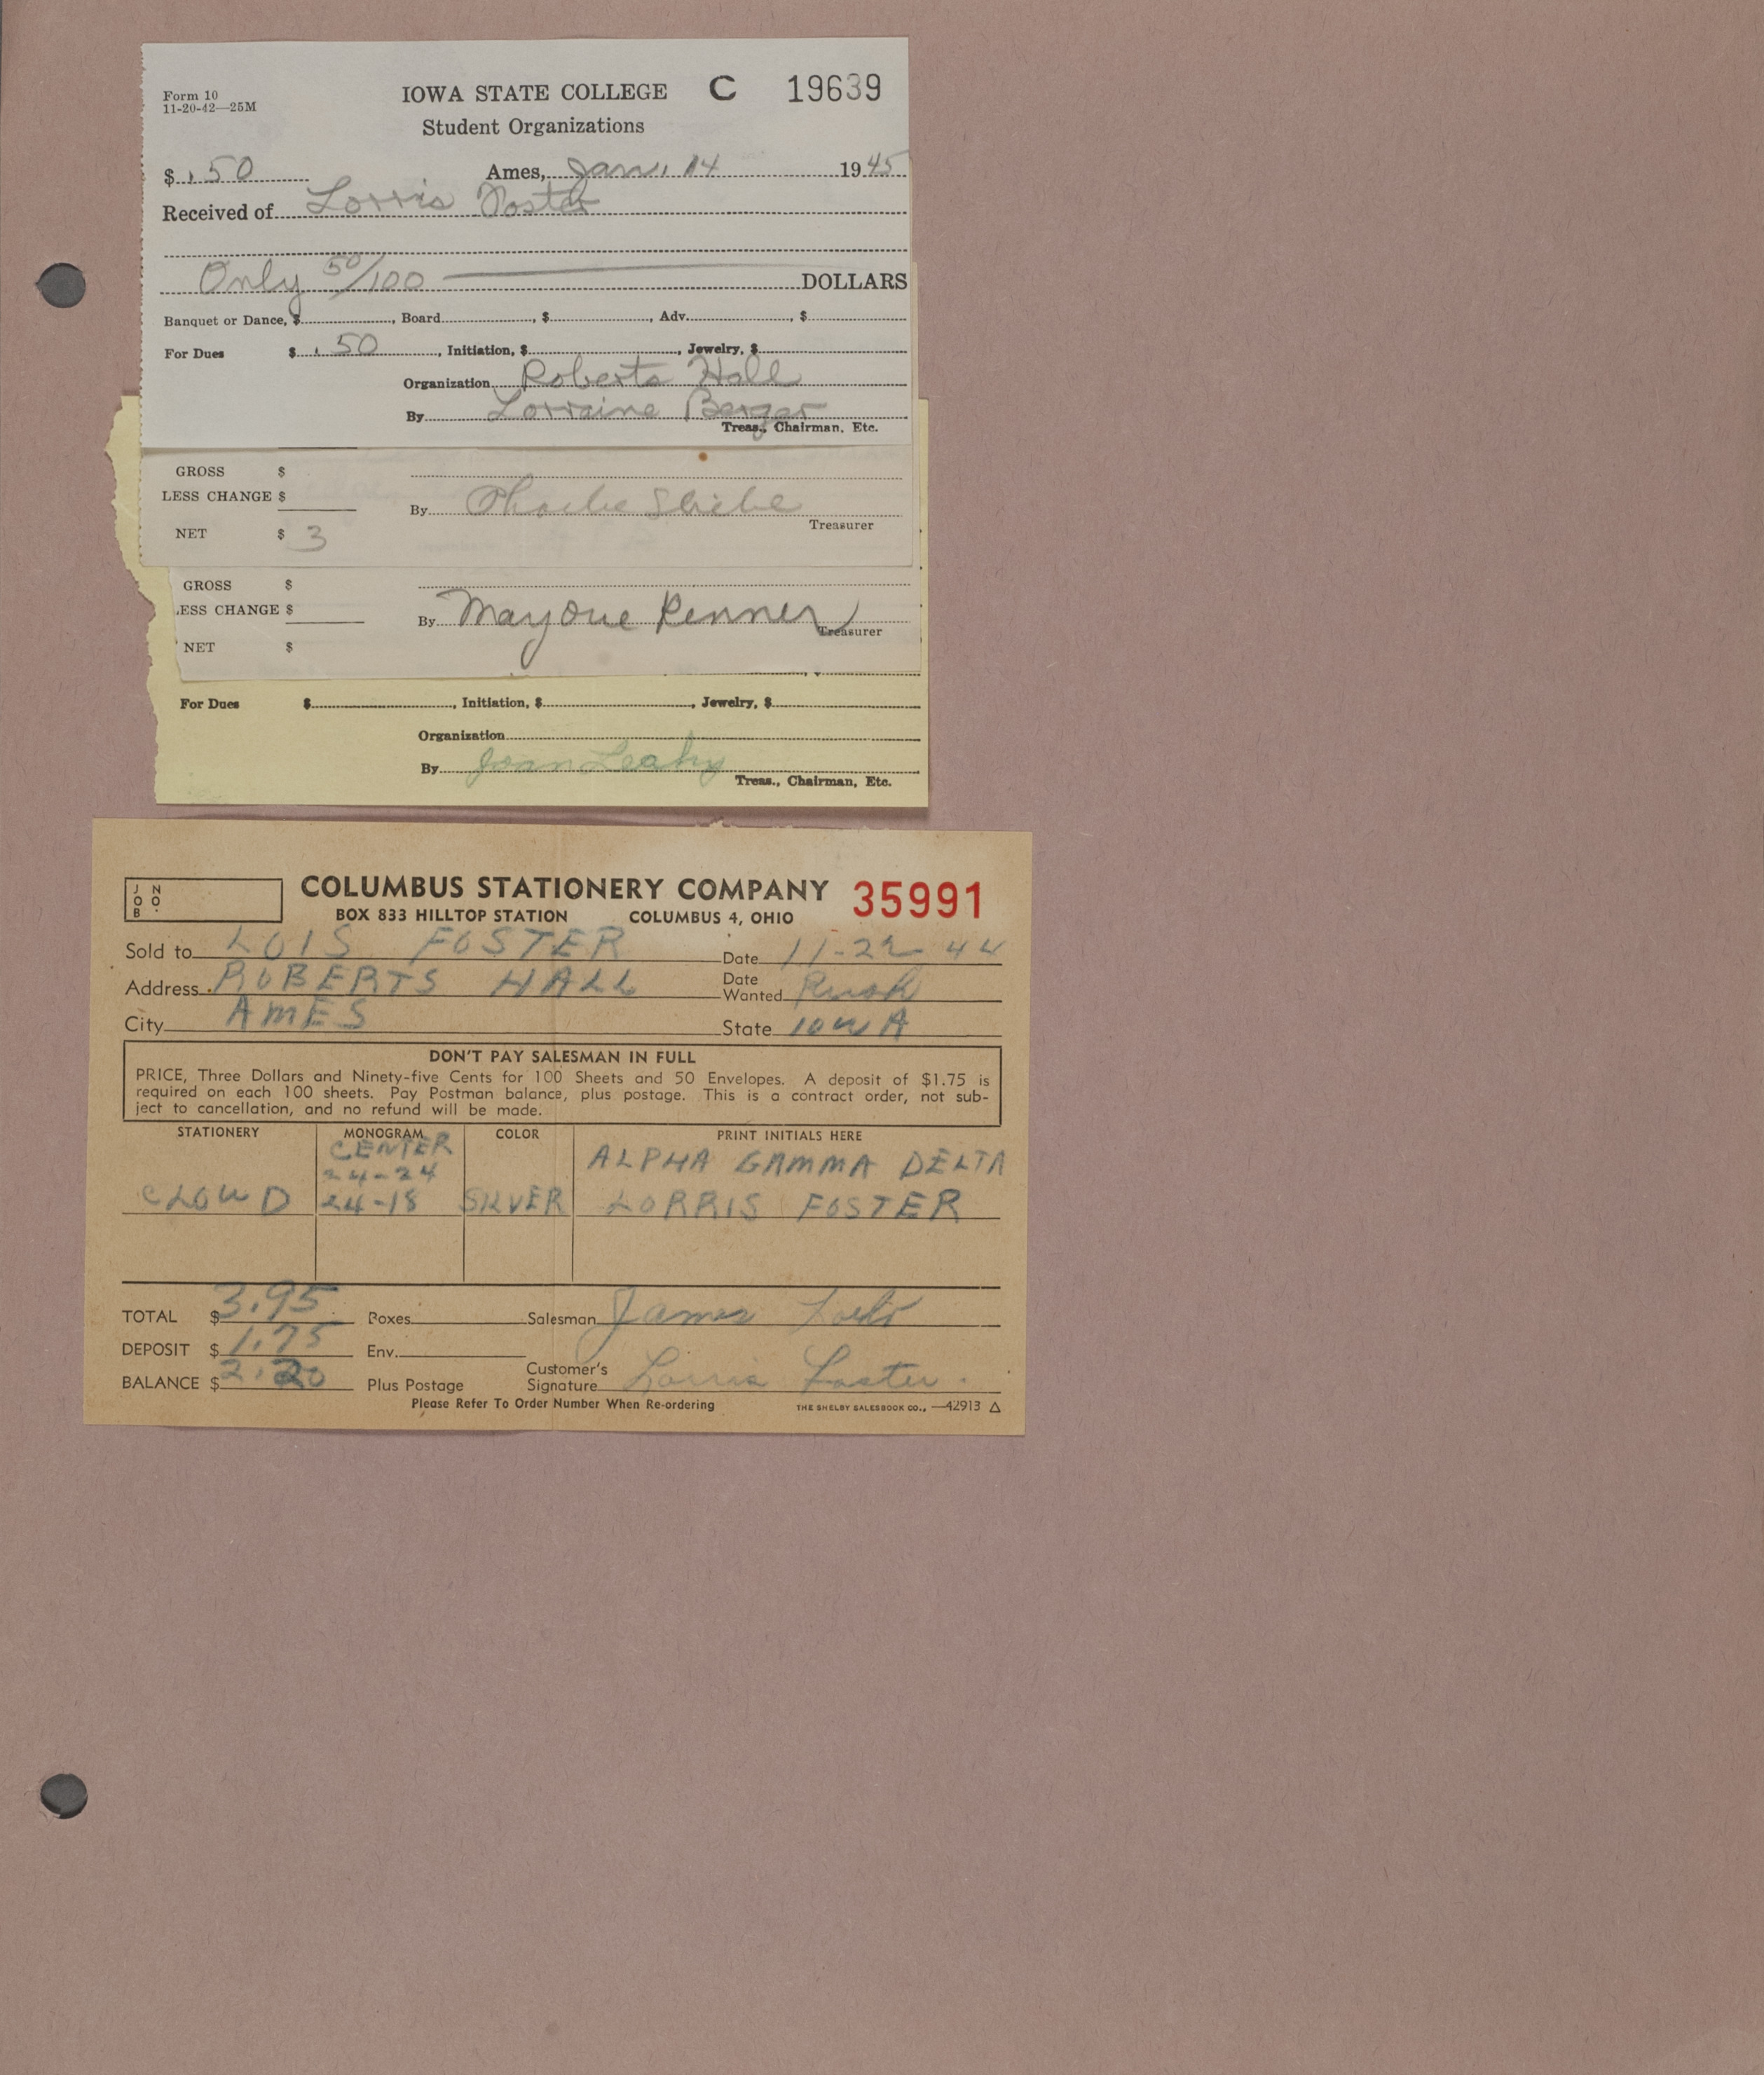 Form 10
11-20-42—25M
IOWA STATE COLLEGE C 19639
Student Organizations
$ .50 Ames, Jan. 14 1945
Received of Lorris Foster
Only 50/100 DOLLARS
Banquet or Dance, $ , Board , $ , Adv. , $
For Dues $ .50 , Initiation, $ , Jewelry, $
Organization Roberts Hall
By Lorraine Berger
Treas., Chairman, Etc.
GROSS $
LESS CHANGE $
By Phoebe
Treasurer
NET $ 3
GROSS $
LESS CHANGE $
By Marjorie Renner
Treasurer
NET $
For Dues $ , Initiation, $ , Jewelry, $
Organization
By Joan Leahy
Treas., Chairman, Etc.
JOB NO.
COLUMBUS STATIONERY COMPANY 35991
BOX 833 HILLTOP STATION COLUMBUS 4, OHIO
Sold to LOIS FOSTER Date 11-22-44
Address ROBERTS HALL Date Wanted Rush
City AMES State IOWA
DON'T PAY SALESMAN IN FULL
PRICE, Three Dollars and Ninety-five Cents for 100 Sheets and 50 Envelopes. A deposit of $1.75 is
required on each 100 sheets. Pay Postman balance, plus postage. This is a contract order, not sub-
ject to cancellation, and no refund will be made.
STATIONERY MONOGRAM COLOR PRINT INITIALS HERE
CENTER
24-24 ALPHA GAMMA DELTA
CLOUD 24-18 SILVER LORRIS FOSTER
TOTAL $ 3.95 Boxes Salesman James
DEPOSIT $ 1.75 Env.
BALANCE $ 2.20 Plus Postage Customer's Signature Lorris Foster.
Please Refer To Order Number When Re-ordering THE SHELBY SALESBOOK CO., —42913 △